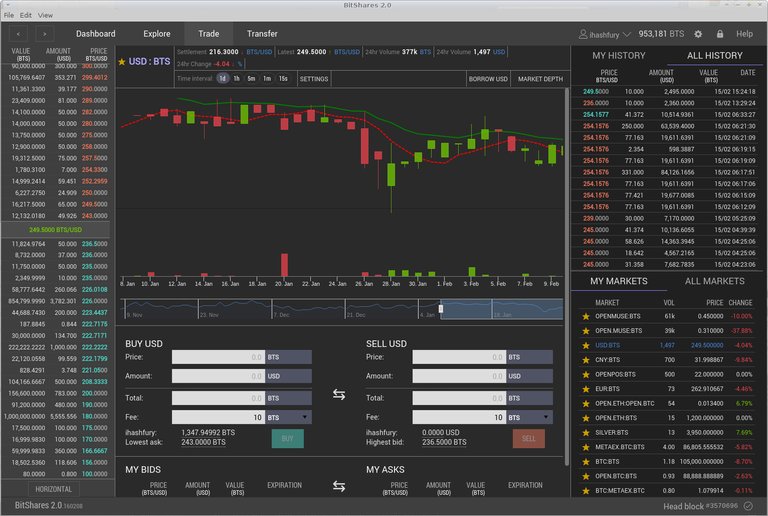 BitShares 2.0
File Edit View
< > Dashboard Explore Trade Transfer ihashfury 953,181 BTS Help
VALUE (BTS) AMOUNT (USD) PRICE (BTS/USD)
90,000.0000 300.000 300.0000
105,769.6407 353.271 299.4012
11,361.3300 39.177 290.0000
23,409.0000 81.000 289.0000
14,100.0000 50.000 282.0000
14,000.0000 50.000 280.0000
13,750.0000 50.000 275.0000
12,900.0000 50.000 258.0000
19,312.5000 75.000 257.5000
1,780.3100 7.000 254.3300
14,999.2414 59.451 252.2959
6,227.2750 24.909 250.0000
16,217.5000 65.000 249.5000
12,132.0180 49.926 243.0000
249.5000 BTS/USD
11,824.9764 50.000 236.5000
8,732.0000 37.000 236.0000
11,750.0000 50.000 235.0000
2,349.9999 10.000 235.0000
58,777.6442 260.066 226.0108
854,799.9930 3,782.301 226.0000
44,688.7430 200.000 223.4437
187.8845 0.844 222.7175
30,000.0000 134.700 222.7171
222,222.2222 1,000.000 222.2222
22,120.0558 99.559 222.1799
828.4291 3.748 221.0500
104,166.6667 500.000 208.3333
156,600.0000 783.000 200.0000
91,200.0000 480.000 190.0000
1,000,000.0000 5,555.556 180.0000
17,500.0000 100.000 175.0000
16,999.9830 100.000 170.0000
59,999.9833 360.000 166.6667
18,502.5360 118.606 156.0000
80.0000 0.800 100.0000
HORIZONTAL
USD : BTS
Settlement 216.3000 BTS/USD Latest 249.5000 BTS/USD 24hr Volume 377k BTS 24hr Volume 1,497 USD
24hr Change -4.04 %
Time interval: 1d 1h 5m 1m 15s SETTINGS BORROW USD MARKET DEPTH
8. Jan 10. Jan 12. Jan 14. Jan 16. Jan 18. Jan 20. Jan 22. Jan 24. Jan 26. Jan 28. Jan 30. Jan 1. Feb 3. Feb 5. Feb 7. Feb 9. Feb
9. Nov 23. Nov 7. Dec 21. Dec 4. Jan 18. Jan
BUY USD
Price: 0.0 BTS
Amount: 0.0 USD
Total: 0.0 BTS
Fee: 10 BTS
ihashfury: 1,347.94992 BTS
Lowest ask: 243.0000 BTS
BUY
SELL USD
Price: 0.0 BTS
Amount: 0.0 USD
Total: 0.0 BTS
Fee: 10 BTS
ihashfury: 0.0000 USD
Highest bid: 236.5000 BTS
SELL
MY BIDS
PRICE (BTS/USD) AMOUNT (USD) VALUE (BTS) EXPIRATION
MY ASKS
PRICE (BTS/USD) AMOUNT (USD) VALUE (BTS) EXPIRATION
MY HISTORY ALL HISTORY
PRICE BTS/USD AMOUNT (USD) VALUE (BTS) DATE
249.5000 10.000 2,495.0000 15/02 15:24:18
236.0000 10.000 2,360.0000 15/02 13:29:24
254.1577 41.372 10,514.9361 15/02 06:33:27
254.1576 250.000 63,539.4000 15/02 06:21:30
254.1576 77.163 19,611.6391 15/02 06:21:09
254.1576 2.354 598.3887 15/02 06:19:15
254.1576 77.163 19,611.6391 15/02 06:19:09
254.1576 331.000 84,126.1656 15/02 06:17:51
254.1576 77.163 19,611.6391 15/02 06:17:06
254.1576 77.421 19,677.0085 15/02 06:12:15
254.1576 77.163 19,611.6391 15/02 06:12:09
239.0000 30.000 7,170.0000 15/02 05:25:09
245.0000 41.374 10,136.6055 15/02 04:39:39
245.0000 58.626 14,363.3945 15/02 04:25:06
245.0000 18.642 4,567.2165 15/02 04:25:06
245.0000 31.358 7,682.7835 15/02 04:23:06
MY MARKETS ALL MARKETS
MARKET VOL PRICE CHANGE
OPENMUSE:BTS 61k 0.450000 -10.00%
OPEN.MUSE:BTS 39k 0.310000 -37.88%
USD:BTS 1,497 249.500000 -4.04%
CNY:BTS 700 31.998867 -9.84%
OPENPOS:BTS 500 22.000000 0.00%
EUR:BTS 73 262.910667 -4.46%
OPEN.ETH:OPEN.BTC 54 0.013400 6.79%
OPEN.ETH:BTS 15 1,200.000000 0.00%
SILVER:BTS 13 3,950.000000 7.69%
METAEX.BTC:BTS 4.00 86,805.555532 -5.82%
BTC:BTS 1.18 105,000.000000 -8.70%
OPEN.BTC:BTS 0.93 88,888.888889 -2.63%
BTC:METAEX.BTC 0.80 1.079914 -0.11%
BitShares 2.0.160208 Head block #3570696